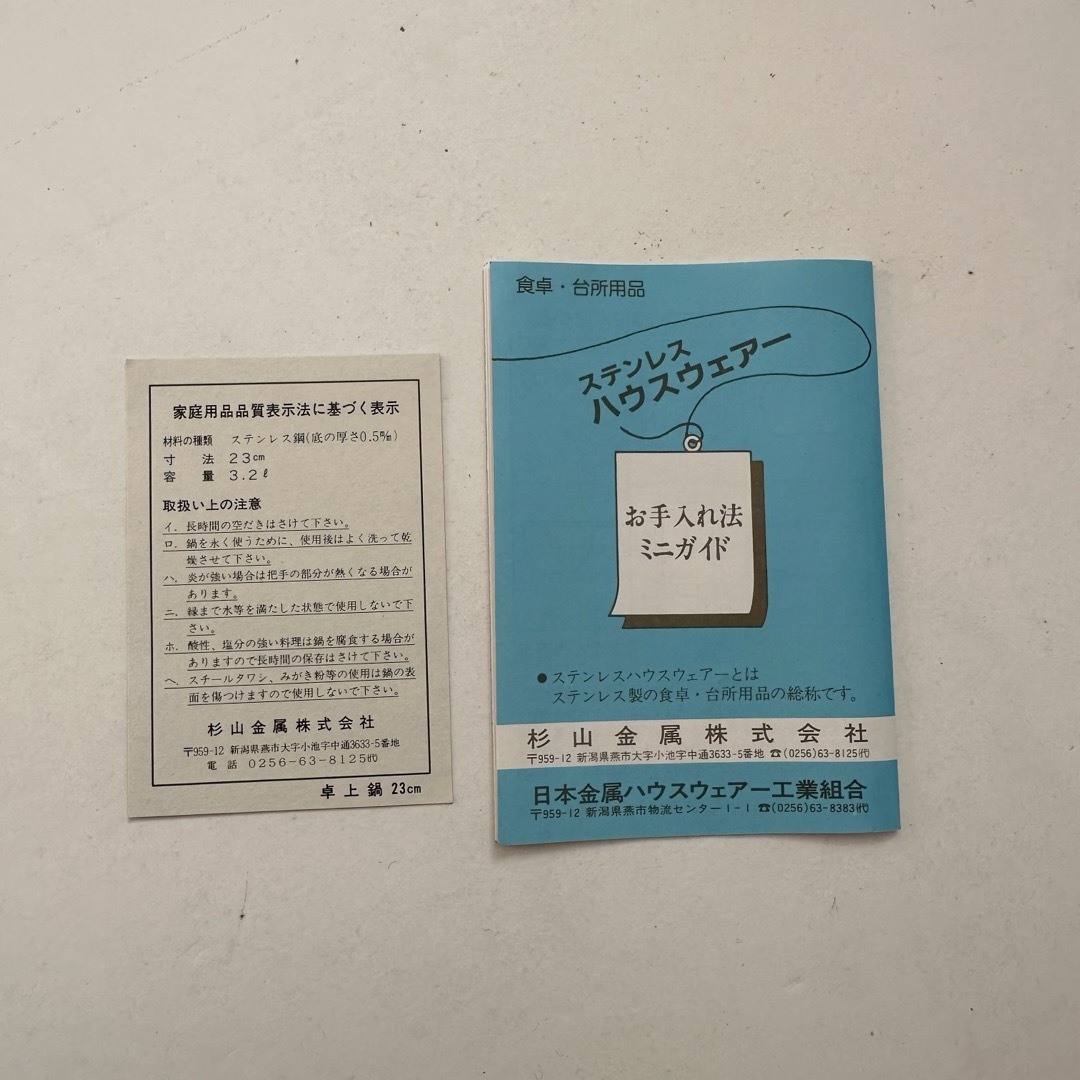 家庭用品品質表示法に基づく表示
材料の種類 ステンレス鋼(底の厚さ0.5㎜)
寸法 23cm
容量 3.2ℓ
取扱い上の注意
イ. 長時間の空だきはさけて下さい。
ロ. 鍋を永く使うために、使用後はよく洗って乾
燥させて下さい。
ハ. 炎が強い場合は把手の部分が熱くなる場合が
あります。
ニ. 縁まで水等を満たした状態で使用しないで下
さい。
ホ. 酸性、塩分の強い料理は鍋を腐食する場合が
ありますので長時間の保存はさけて下さい。
ヘ. スチールタワシ、みがき粉等の使用は鍋の表
面を傷つけますので使用しないで下さい。
杉山金属株式会社
〒959-12 新潟県燕市大字小池字中通3633-5番地
電話 0256-63-8125㈹
卓上鍋 23cm
食卓・台所用品
ステンレス
ハウスウェアー
お手入れ法
ミニガイド
●ステンレスハウスウェアーとは
ステンレス製の食卓・台所用品の総称です。
杉山金属株式会社
〒959-12 新潟県燕市大字小池字中通3633-5番地 ☎(0256)63-8125㈹
日本金属ハウスウェアー工業組合
〒959-12 新潟県燕市物流センター1-1 ☎(0256)63-8383㈹